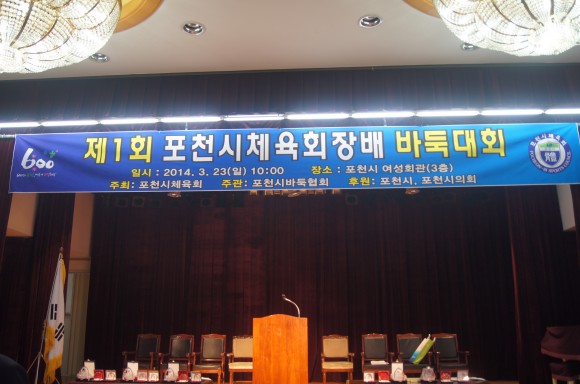 600
제1회 포천시체육회장배 바둑대회
일시 : 2014. 3. 23(일) 10:00 장소 : 포천시 여성회관(3층)
주최: 포천시체육회 주관: 포천시바둑협회 후원: 포천시, 포천시의회